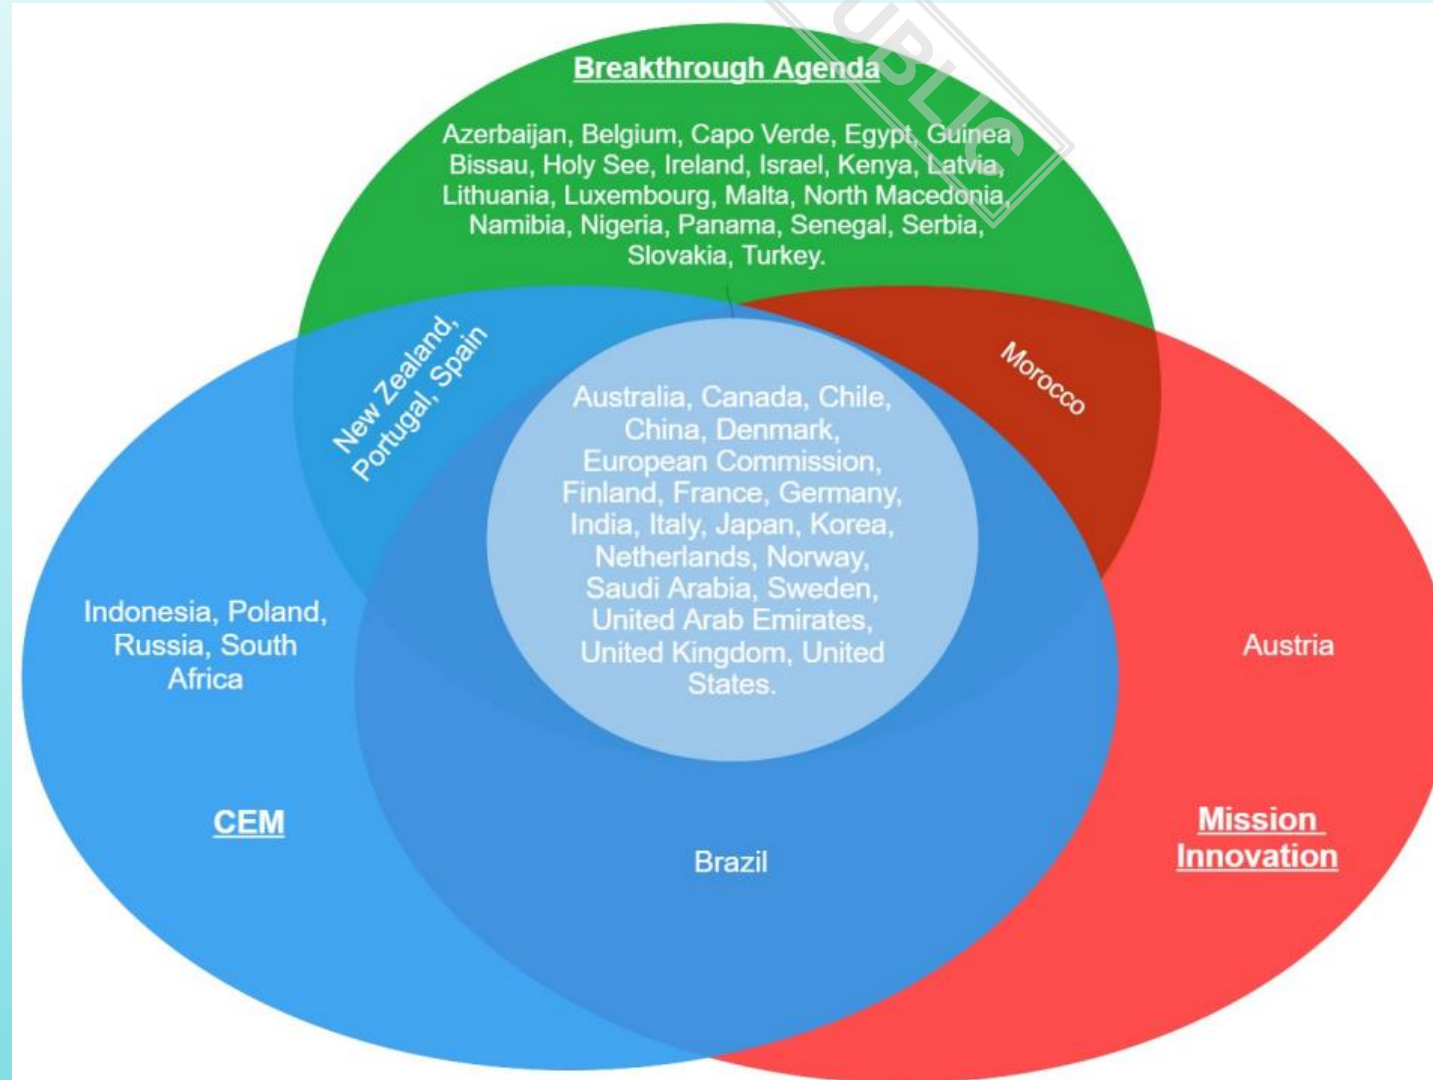 Breakthrough Agenda
Azerbaijan, Belgium, Capo Verde, Egypt, Guinea
Bissau, Holy See, Ireland, Israel, Kenya, Latvia,
Lithuania, Luxembourg, Malta, North Macedonia,
Namibia, Nigeria, Panama, Senegal, Serbia,
Slovakia, Turkey.
New Zealand,
Portugal, Spain
Morocco
Australia, Canada, Chile,
China, Denmark,
European Commission,
Finland, France, Germany,
India, Italy, Japan, Korea,
Netherlands, Norway,
Saudi Arabia, Sweden,
United Arab Emirates,
United Kingdom, United
States.
Indonesia, Poland,
Russia, South
Africa
Austria
CEM
Mission
Innovation
Brazil